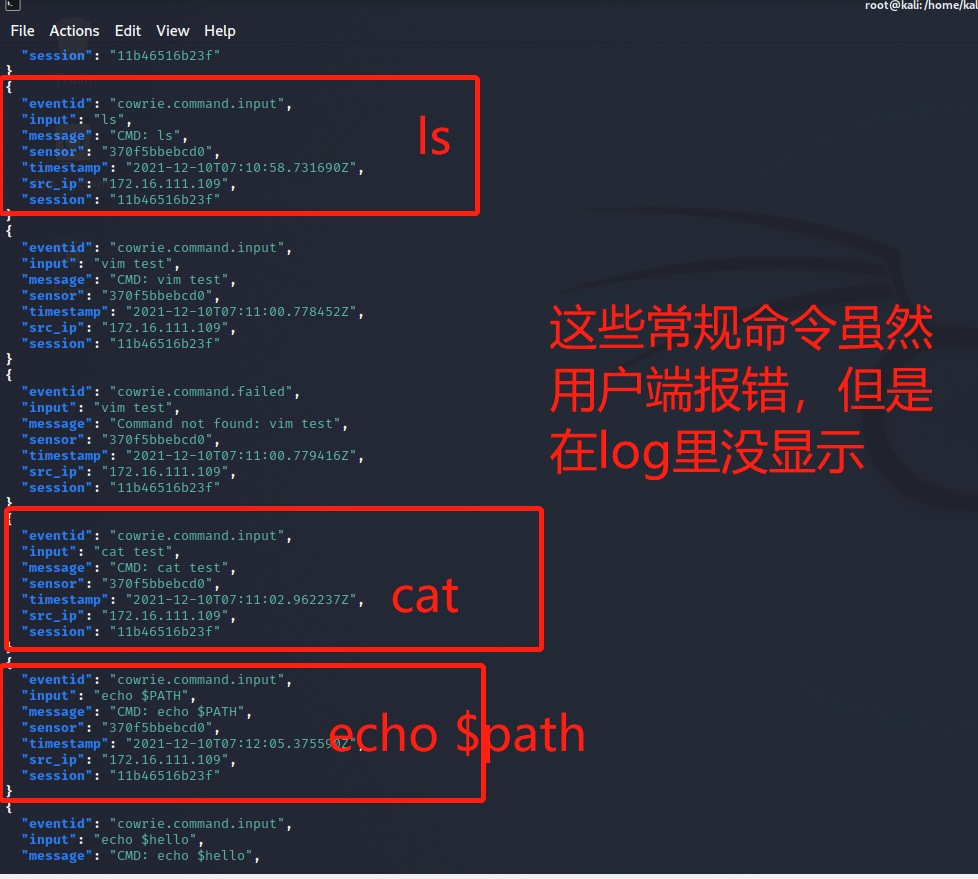 root@kali: /home/kal
File Actions Edit View Help
"session": "11b46516b23f"
}
{
"eventid": "cowrie.command.input",
"input": "ls",
"message": "CMD: ls",
"sensor": "370f5bbebcd0",
"timestamp": "2021-12-10T07:10:58.731690Z",
"src_ip": "172.16.111.109",
"session": "11b46516b23f"
}
ls
{
"eventid": "cowrie.command.input",
"input": "vim test",
"message": "CMD: vim test",
"sensor": "370f5bbebcd0",
"timestamp": "2021-12-10T07:11:00.778452Z",
"src_ip": "172.16.111.109",
"session": "11b46516b23f"
}
{
"eventid": "cowrie.command.failed",
"input": "vim test",
"message": "Command not found: vim test",
"sensor": "370f5bbebcd0",
"timestamp": "2021-12-10T07:11:00.779416Z",
"src_ip": "172.16.111.109",
"session": "11b46516b23f"
}
这些常规命令虽然
用户端报错，但是
在log里没显示
{
"eventid": "cowrie.command.input",
"input": "cat test",
"message": "CMD: cat test",
"sensor": "370f5bbebcd0",
"timestamp": "2021-12-10T07:11:02.962237Z",
"src_ip": "172.16.111.109",
"session": "11b46516b23f"
}
cat
{
"eventid": "cowrie.command.input",
"input": "echo $PATH",
"message": "CMD: echo $PATH",
"sensor": "370f5bbebcd0",
"timestamp": "2021-12-10T07:12:05.375590Z",
"src_ip": "172.16.111.109",
"session": "11b46516b23f"
}
echo $path
{
"eventid": "cowrie.command.input",
"input": "echo $hello",
"message": "CMD: echo $hello",